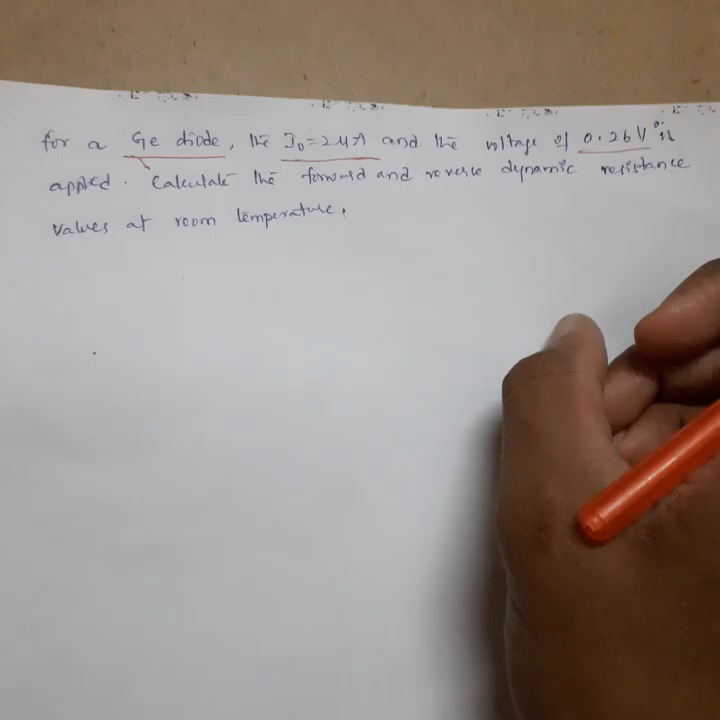 for a Ge diode, the I₀=2μA and the voltage of 0.26V is
applied. Calculate the forward and reverse dynamic resistance
values at room temperature.